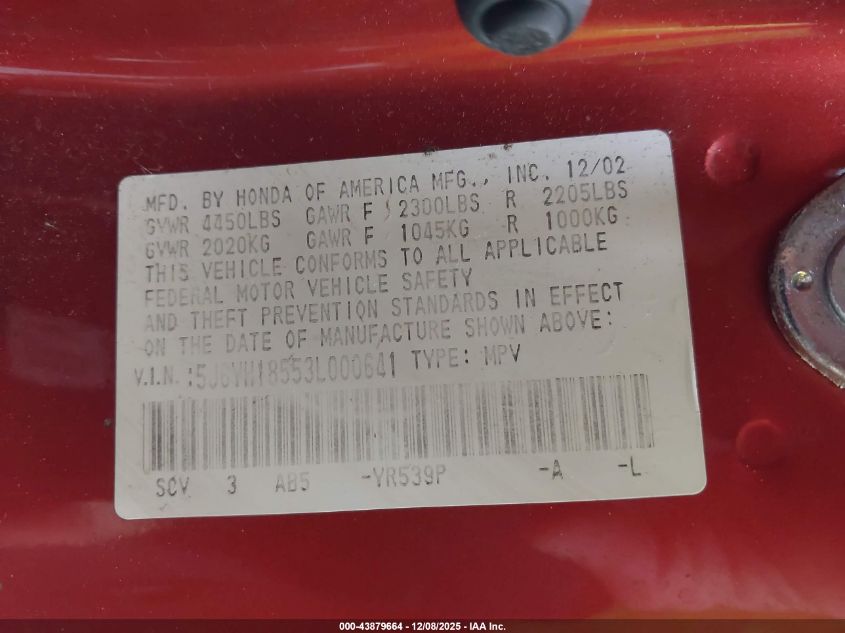 MFD. BY HONDA OF AMERICA MFG., INC. 12/02
GVWR 4450LBS GAWR F 2300LBS R 2205LBS
GVWR 2020KG GAWR F 1045KG R 1000KG
THIS VEHICLE CONFORMS TO ALL APPLICABLE
FEDERAL MOTOR VEHICLE SAFETY
AND THEFT PREVENTION STANDARDS IN EFFECT
ON THE DATE OF MANUFACTURE SHOWN ABOVE:
V.I.N. :5J6YH18553L000641 TYPE: MPV
SCV 3 AB5 -YR539P -A -L
000-43879664 - 12/08/2025 - IAA Inc.